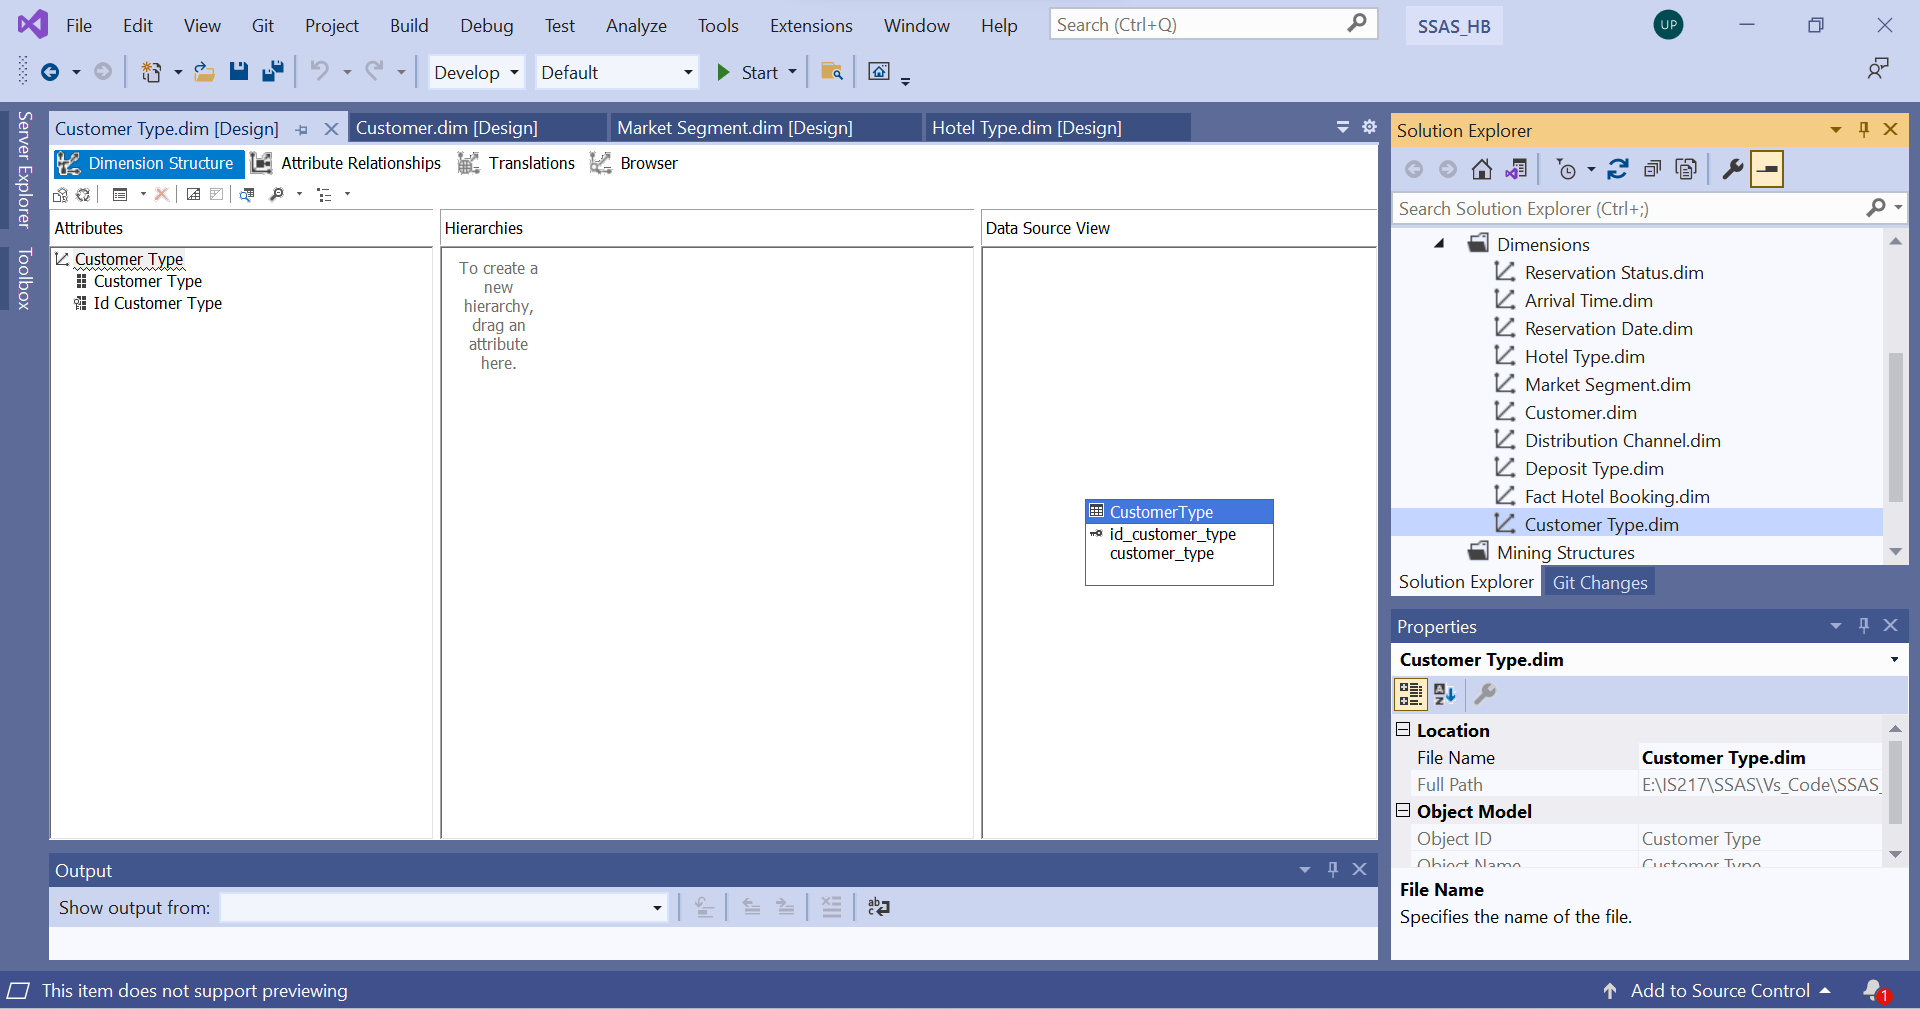 File Edit View Git Project Build Debug Test Analyze Tools Extensions Window Help Search (Ctrl+Q) SSAS_HB UP
Develop Default Start
Server Explorer
Toolbox
Customer Type.dim [Design] Customer.dim [Design] Market Segment.dim [Design] Hotel Type.dim [Design]
Dimension Structure Attribute Relationships Translations Browser
Attributes
Customer Type
Customer Type
Id Customer Type
Hierarchies
To create a
new
hierarchy,
drag an
attribute
here.
Data Source View
CustomerType
id_customer_type
customer_type
Output
Show output from:
Solution Explorer
Search Solution Explorer (Ctrl+;)
Dimensions
Reservation Status.dim
Arrival Time.dim
Reservation Date.dim
Hotel Type.dim
Market Segment.dim
Customer.dim
Distribution Channel.dim
Deposit Type.dim
Fact Hotel Booking.dim
Customer Type.dim
Mining Structures
Solution Explorer Git Changes
Properties
Customer Type.dim
Location
File Name Customer Type.dim
Full Path E:\IS217\SSAS\Vs_Code\SSAS_
Object Model
Object ID Customer Type
Object Name Customer Type
File Name
Specifies the name of the file.
This item does not support previewing Add to Source Control 1